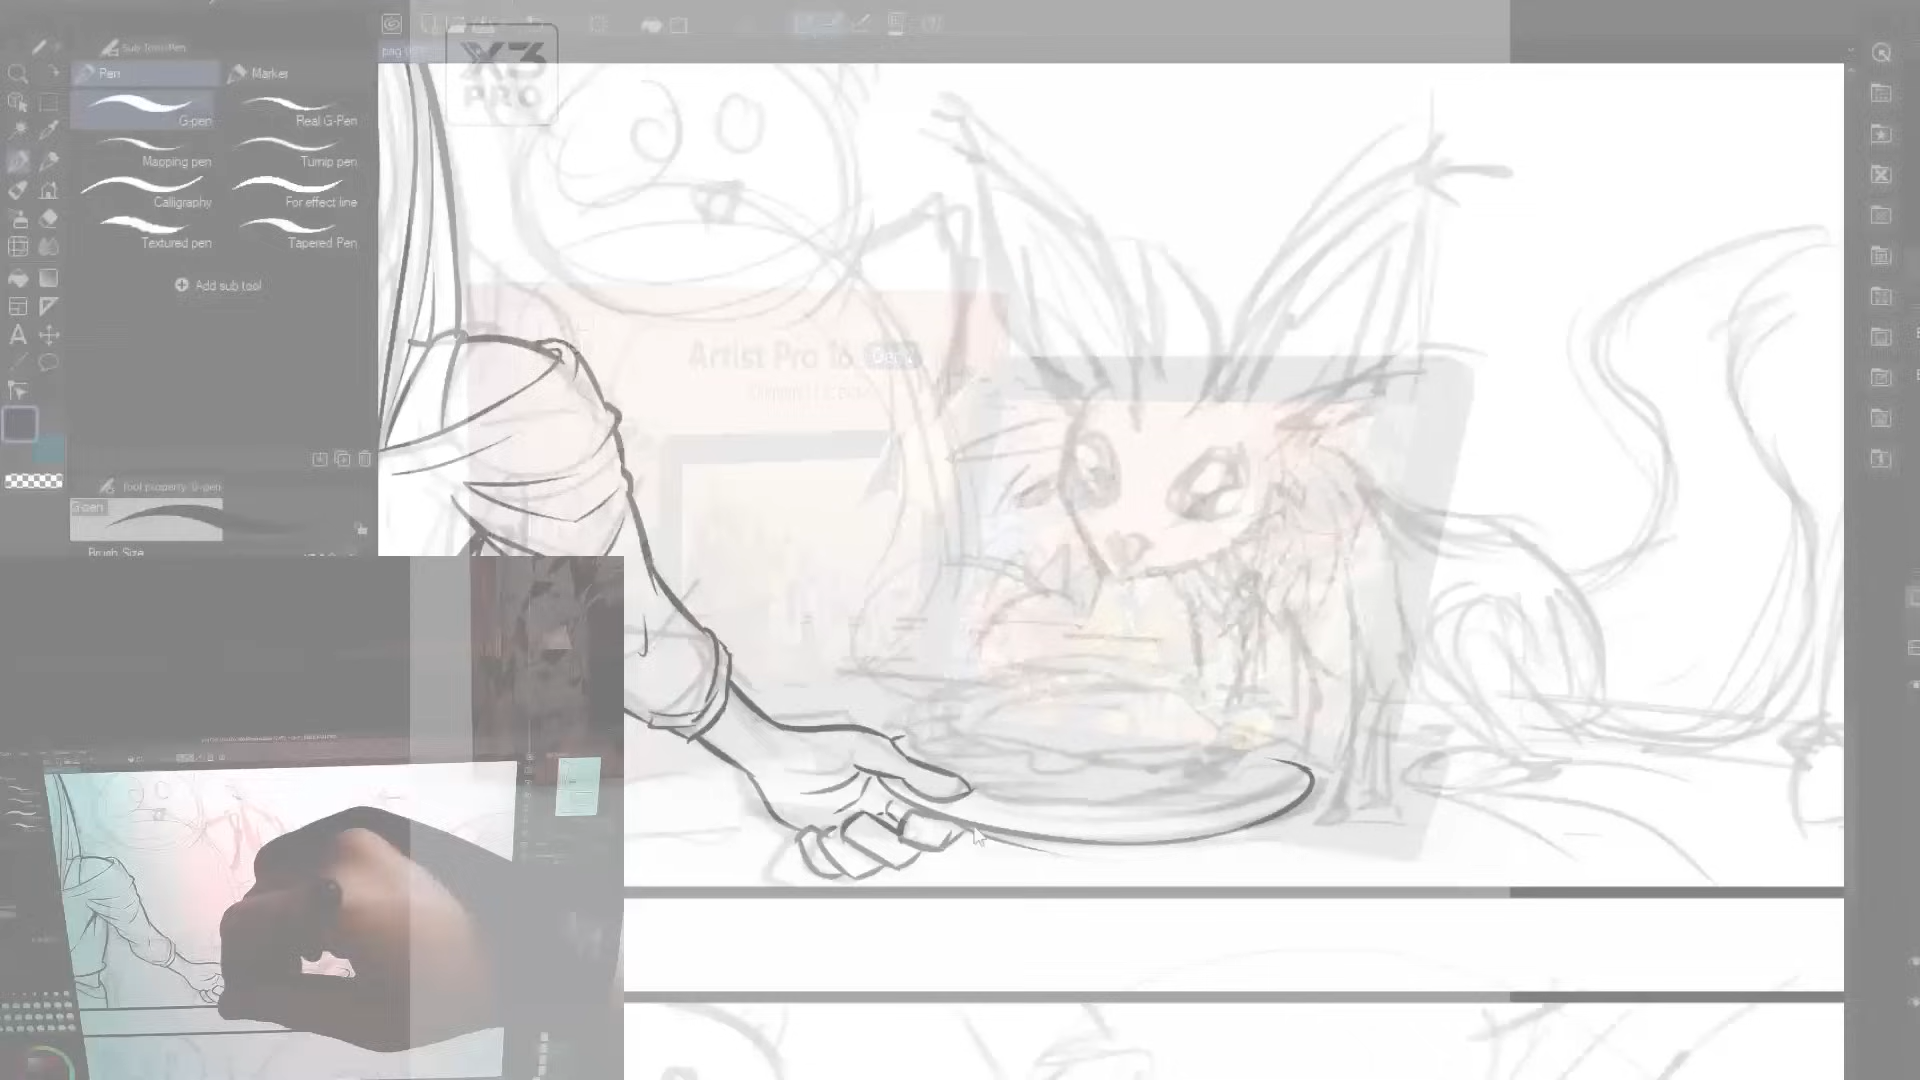 X3
PRO
Sub Tool Pen
Pen
Marker
G-pen
Real G-Pen
Mapping pen
Turnip pen
Calligraphy
For effect line
Textured pen
Tapered Pen
Add sub tool
Artist Pro 16
Tool property G-pen
G-pen
Brush Size